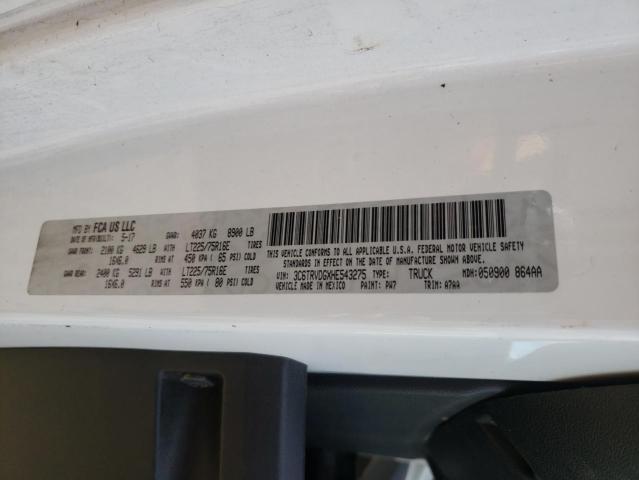 MFD BY FCA US LLC
DATE OF MFR(BUILT): 5-17 GVWR: 4037 KG 8900 LB
GAWR FRONT: 2100 KG 4629 LB WITH LT225/75R16E TIRES
16X6.0 RIMS AT 450 KPA ( 65 PSI) COLD
GAWR REAR: 2400 KG 5291 LB WITH LT225/75R16E TIRES
16X6.0 RIMS AT 550 KPA ( 80 PSI) COLD
THIS VEHICLE CONFORMS TO ALL APPLICABLE U.S.A. FEDERAL MOTOR VEHICLE SAFETY
STANDARDS IN EFFECT ON THE DATE OF MANUFACTURE SHOWN ABOVE.
VIN: 3C6TRVDGXHE543275 TYPE: TRUCK MDH: 050900 864AA
VEHICLE MADE IN MEXICO PAINT: PW7 TRIM: A7AA